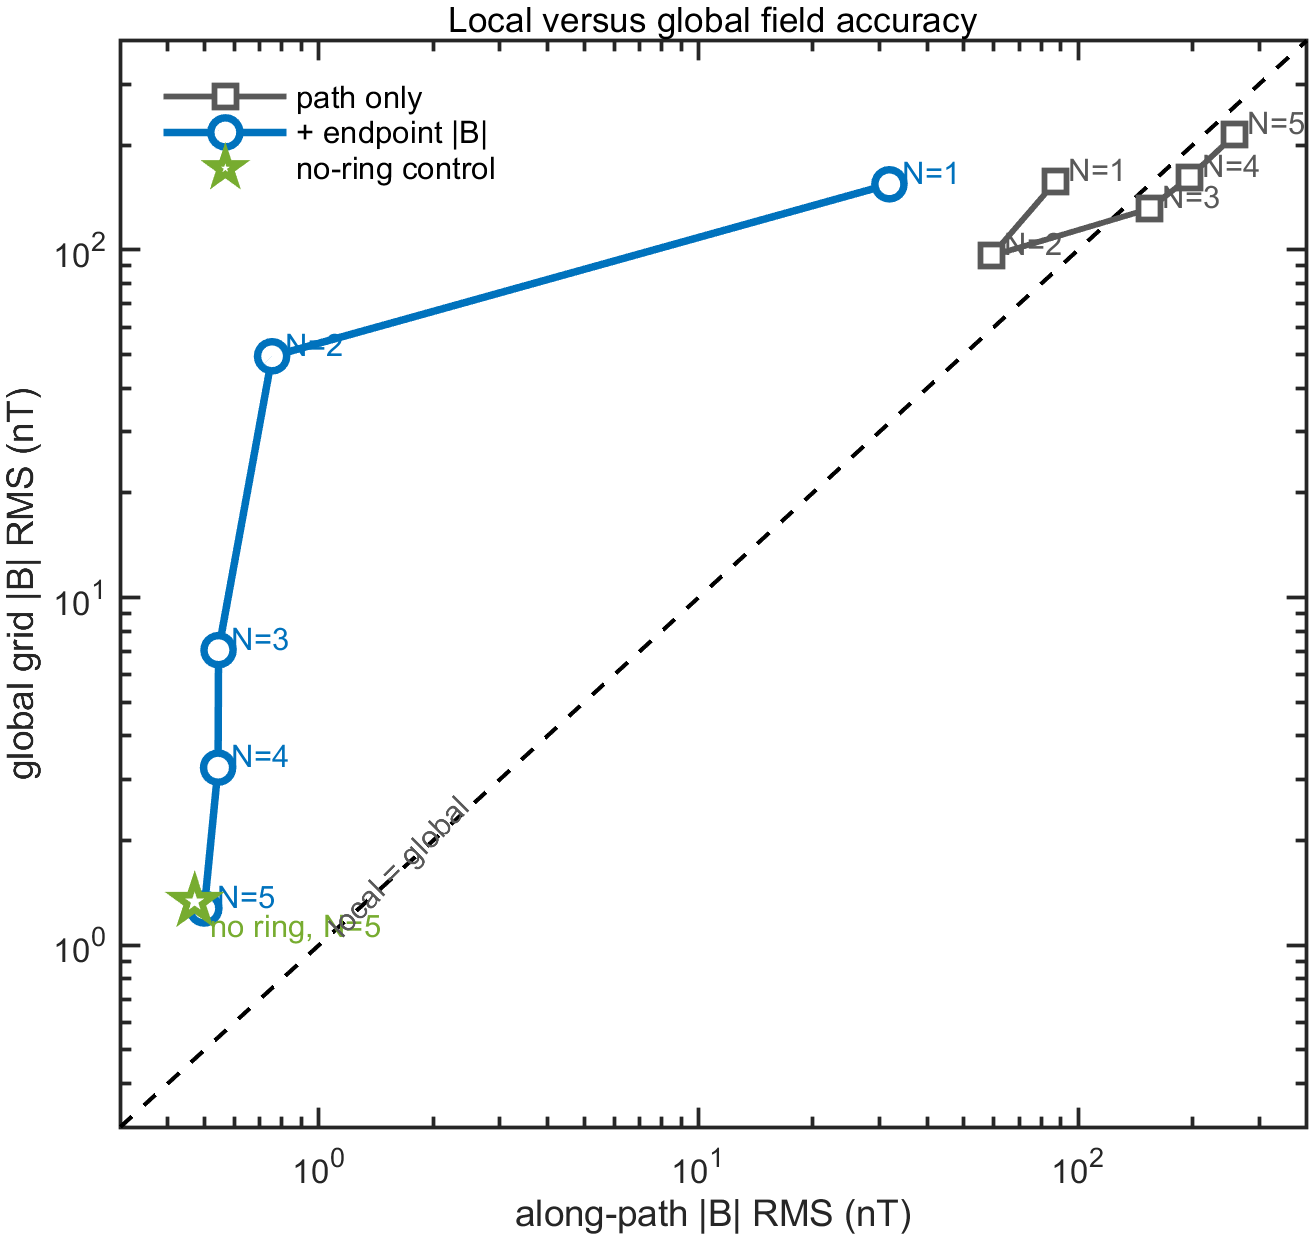 Local versus global field accuracy
path only
+ endpoint |B|
no-ring control
N=5
N=4
N=3
N=1
N=2
N=1
N=2
N=3
N=4
N=5
no ring, N=5
local = global
10^2
10^1
10^0
global grid |B| RMS (nT)
10^0
10^1
10^2
along-path |B| RMS (nT)